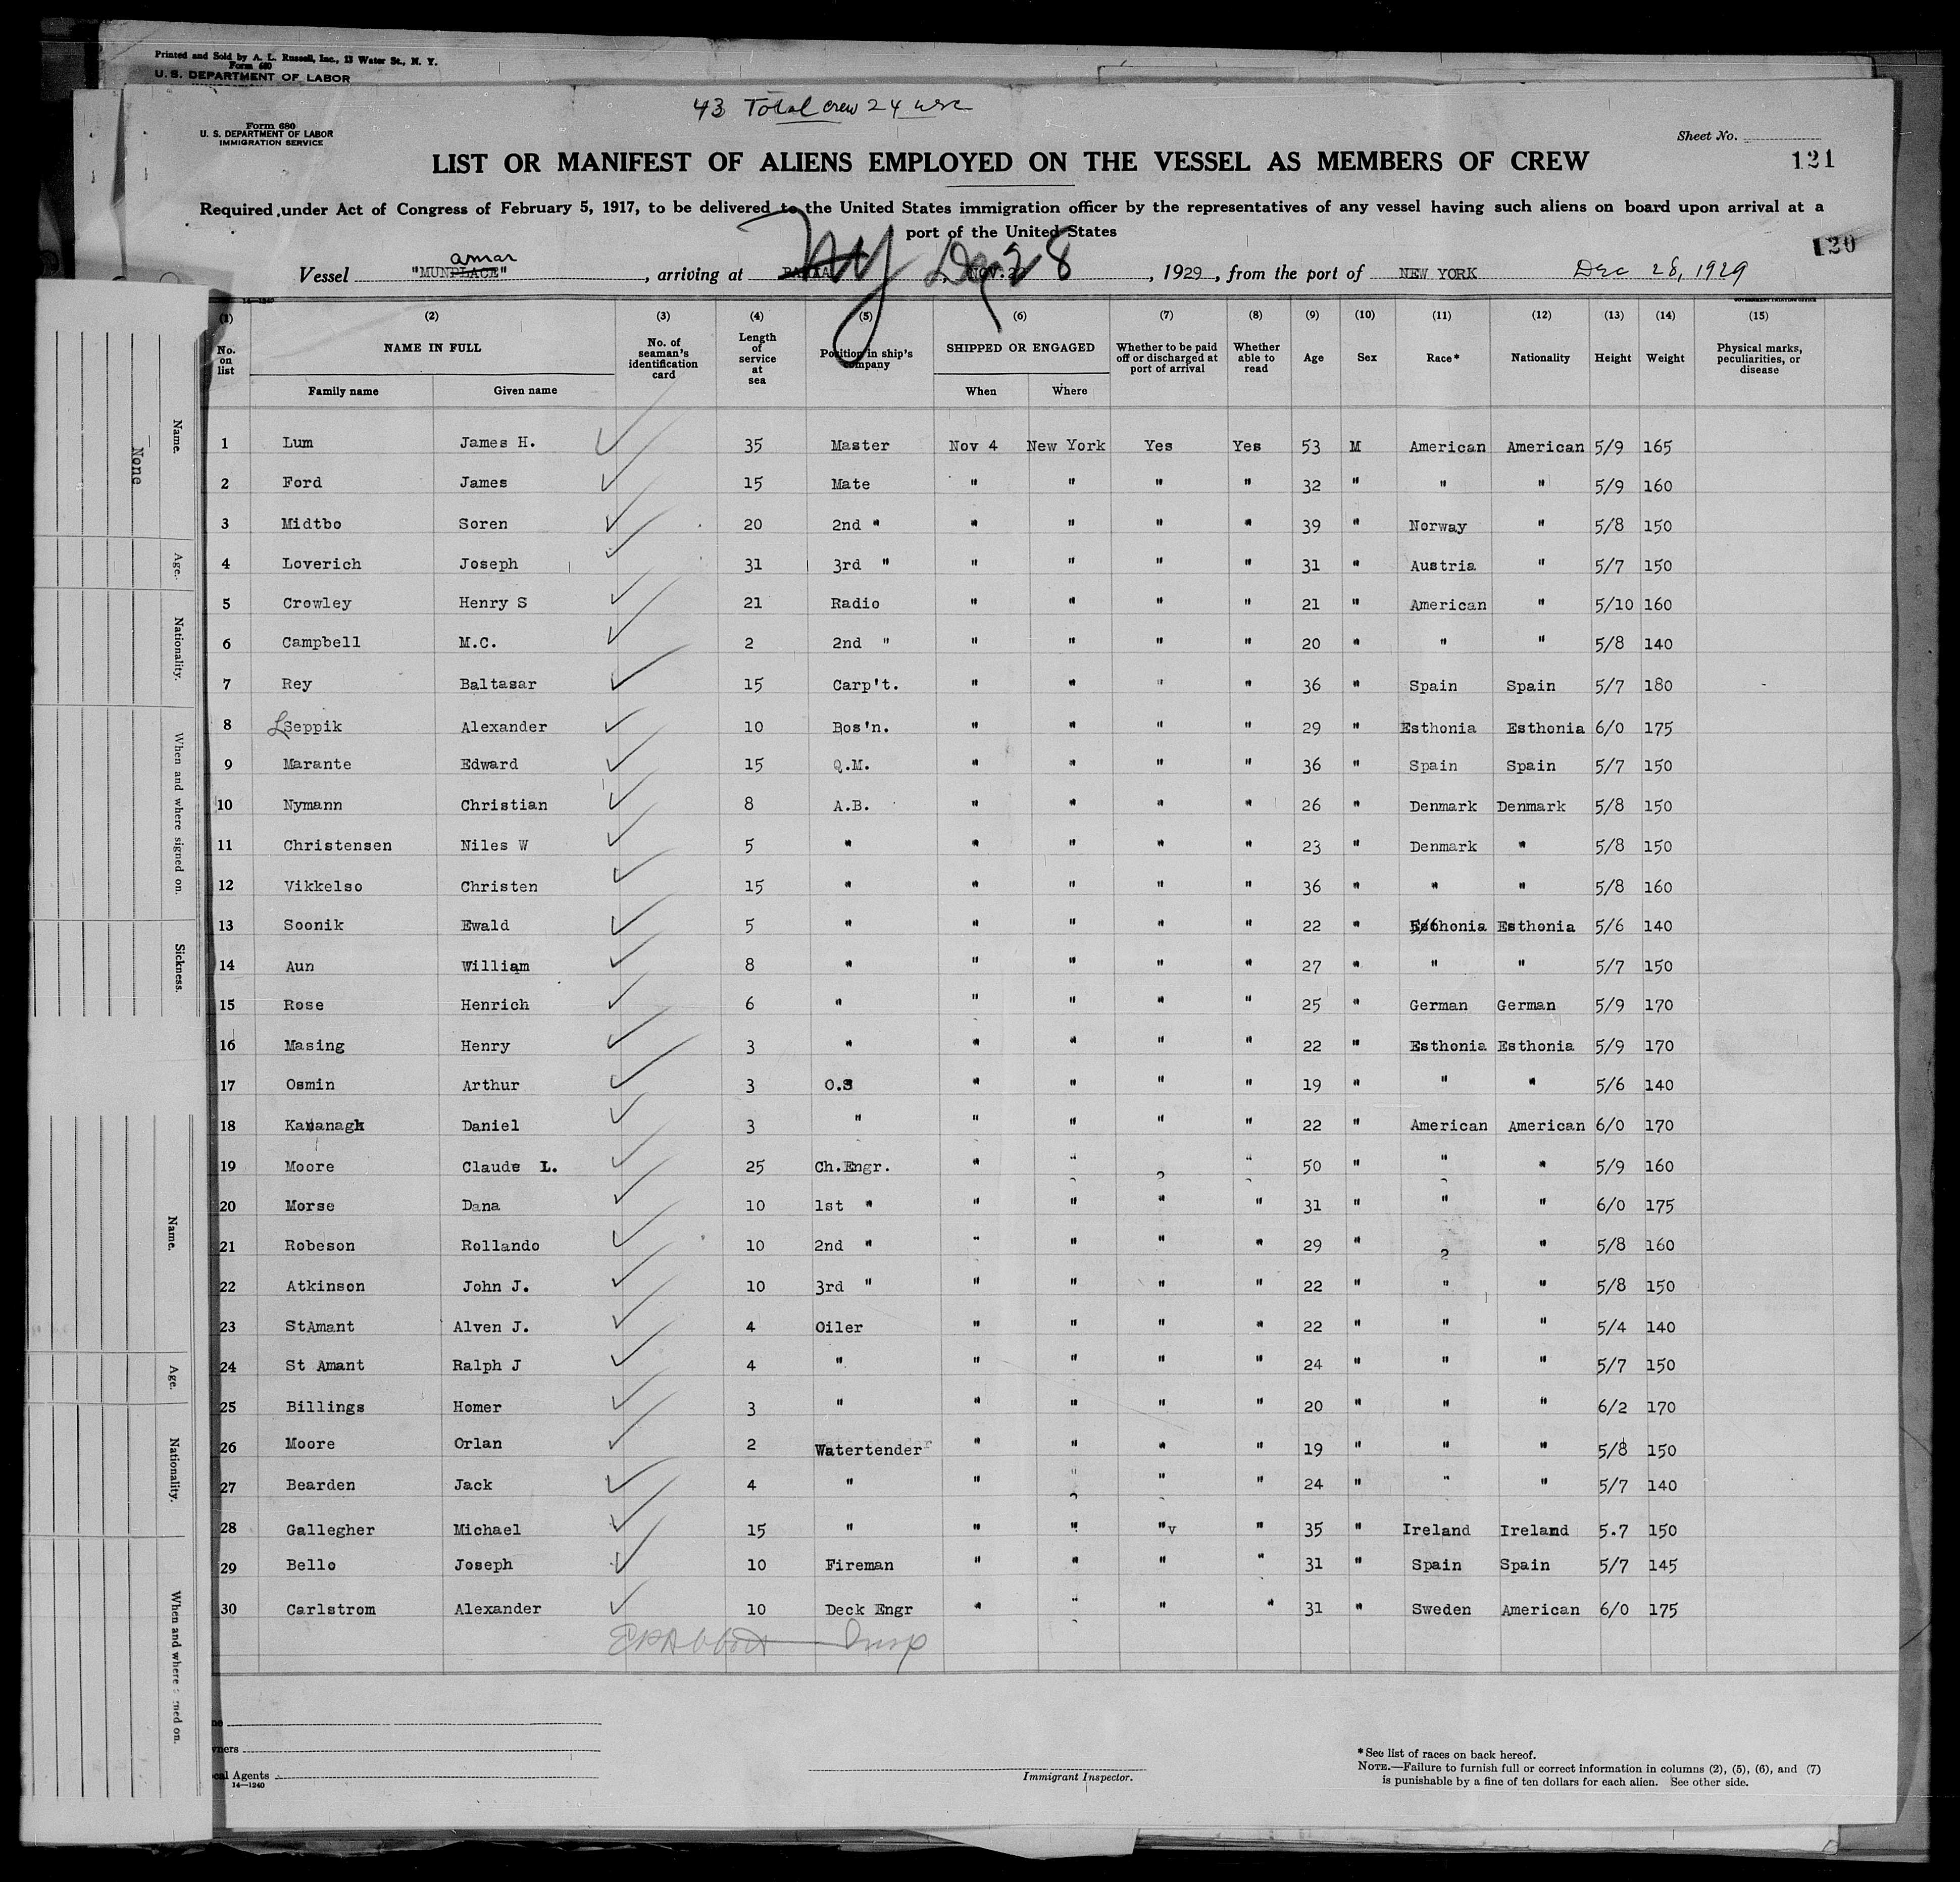 Printed and Sold by A. L. Russell, Inc., 13 Water St., N. Y.
Form 680
U. S. DEPARTMENT OF LABOR
43 Total crew 24 usc
Form 680
U. S. DEPARTMENT OF LABOR
IMMIGRATION SERVICE
Sheet No.
LIST OR MANIFEST OF ALIENS EMPLOYED ON THE VESSEL AS MEMBERS OF CREW
121
Required under Act of Congress of February 5, 1917, to be delivered to the United States immigration officer by the representatives of any vessel having such aliens on board upon arrival at a
port of the United States
120
amar
Vessel "MUNPLACE", arriving at NY Dec 28, 1929, from the port of NEW YORK Dec 28, 1929
14—1240 GOVERNMENT PRINTING OFFICE
(1) (2) (3) (4) (5) (6) (7) (8) (9) (10) (11) (12) (13) (14) (15)
No. on list NAME IN FULL No. of seaman's identification card Length of service at sea Position in ship's company SHIPPED OR ENGAGED Whether to be paid off or discharged at port of arrival Whether able to read Age Sex Race* Nationality Height Weight Physical marks, peculiarities, or disease
Family name Given name When Where
1 Lum James H. 35 Master Nov 4 New York Yes Yes 53 M American American 5/9 165
2 Ford James 15 Mate " " " " 32 " " " 5/9 160
3 Midtbo Soren 20 2nd " " " " " 39 " Norway " 5/8 150
4 Loverich Joseph 31 3rd " " " " " 31 " Austria " 5/7 150
5 Crowley Henry S 21 Radio " " " " 21 " American " 5/10 160
6 Campbell M.C. 2 2nd " " " " " 20 " " " 5/8 140
7 Rey Baltasar 15 Carp't. " " " " 36 " Spain Spain 5/7 180
8 Seppik Alexander 10 Bos'n. " " " " 29 " Esthonia Esthonia 6/0 175
9 Marante Edward 15 Q.M. " " " " 36 " Spain Spain 5/7 150
10 Nymann Christian 8 A.B. " " " " 26 " Denmark Denmark 5/8 150
11 Christensen Niles W 5 " " " " " 23 " Denmark " 5/8 150
12 Vikkelso Christen 15 " " " " " 36 " " " 5/8 160
13 Soonik Ewald 5 " " " " " 22 " Esthonia Esthonia 5/6 140
14 Aun William 8 " " " " " 27 " " " 5/7 150
15 Rose Henrich 6 " " " " " 25 " German German 5/9 170
16 Masing Henry 3 " " " " " 22 " Esthonia Esthonia 5/9 170
17 Osmin Arthur 3 O.S " " " " 19 " " " 5/6 140
18 Kananagh Daniel 3 " " " " " 22 " American American 6/0 170
19 Moore Claude L. 25 Ch.Engr. " " " 50 " " " 5/9 160
20 Morse Dana 10 1st " " " " " 31 " " " 6/0 175
21 Robeson Rollando 10 2nd " " " " " 29 " " 5/8 160
22 Atkinson John J. 10 3rd " " " " " 22 " " " 5/8 150
23 StAmant Alven J. 4 Oiler " " " " 22 " " " 5/4 140
24 St Amant Ralph J 4 " " " " " 24 " " " 5/7 150
25 Billings Homer 3 " " " " " 20 " " " 6/2 170
26 Moore Orlan 2 Watertender " " " " 19 " " " 5/8 150
27 Bearden Jack 4 " " " " " 24 " " " 5/7 140
28 Gallegher Michael 15 " " " "v " 35 " Ireland Ireland 5.7 150
29 Bello Joseph 10 Fireman " " " " 31 " Spain Spain 5/7 145
30 Carlstrom Alexander 10 Deck Engr " " " " 31 " Sweden American 6/0 175
Insp
Agents
14—1240
Immigrant Inspector.
*See list of races on back hereof.
NOTE.—Failure to furnish full or correct information in columns (2), (5), (6), and (7)
is punishable by a fine of ten dollars for each alien. See other side.
Name.
None
Age.
Nationality.
When and where signed on.
Sickness.
Name.
Age.
Nationality.
When and where signed on.